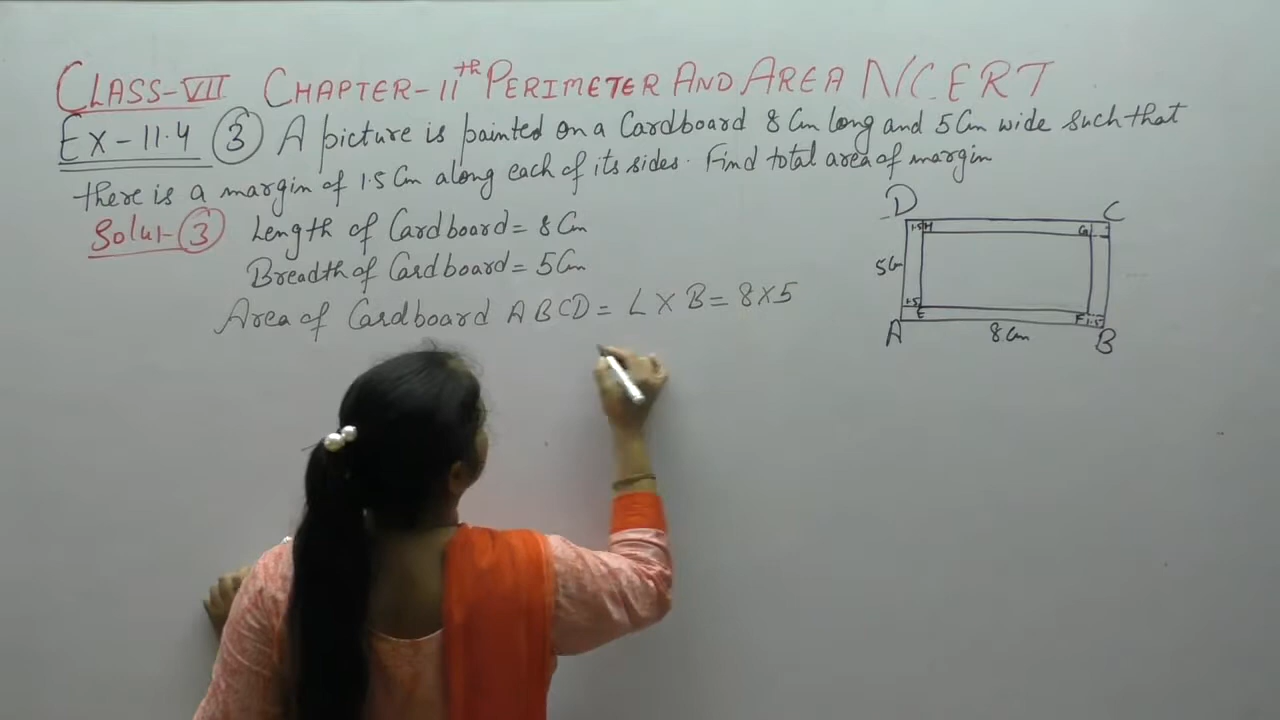 CLASS-VII CHAPTER-11th PERIMETER AND AREA NCERT
Ex-11.4 ③ A picture is painted on a Cardboard 8 Cm long and 5 Cm wide such that
there is a margin of 1.5 Cm along each of its sides. Find total area of margin
Solut-③ Length of Cardboard = 8 Cm
Breadth of Cardboard = 5 Cm
Area of Cardboard ABCD = L X B = 8 X 5
D C
1.5 H G
5 Cm
1.5 E F 1.5
A 8 Cm B